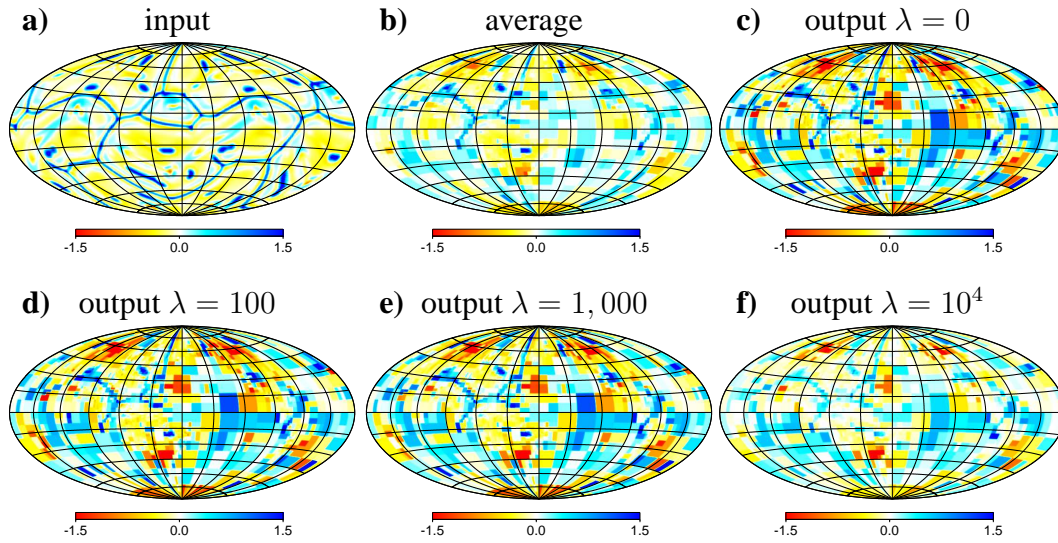 a) input
b) average
c) output λ = 0
-1.5 0.0 1.5
-1.5 0.0 1.5
-1.5 0.0 1.5
d) output λ = 100
e) output λ = 1,000
f) output λ = 10⁴
-1.5 0.0 1.5
-1.5 0.0 1.5
-1.5 0.0 1.5